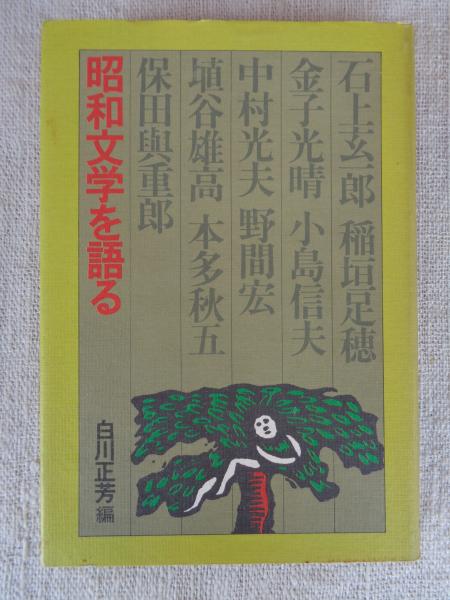 石上玄一郎 稲垣足穂
金子光晴 小島信夫
中村光夫 野間宏
埴谷雄高 本多秋五
保田與重郎
昭和文学を語る
白川正芳編